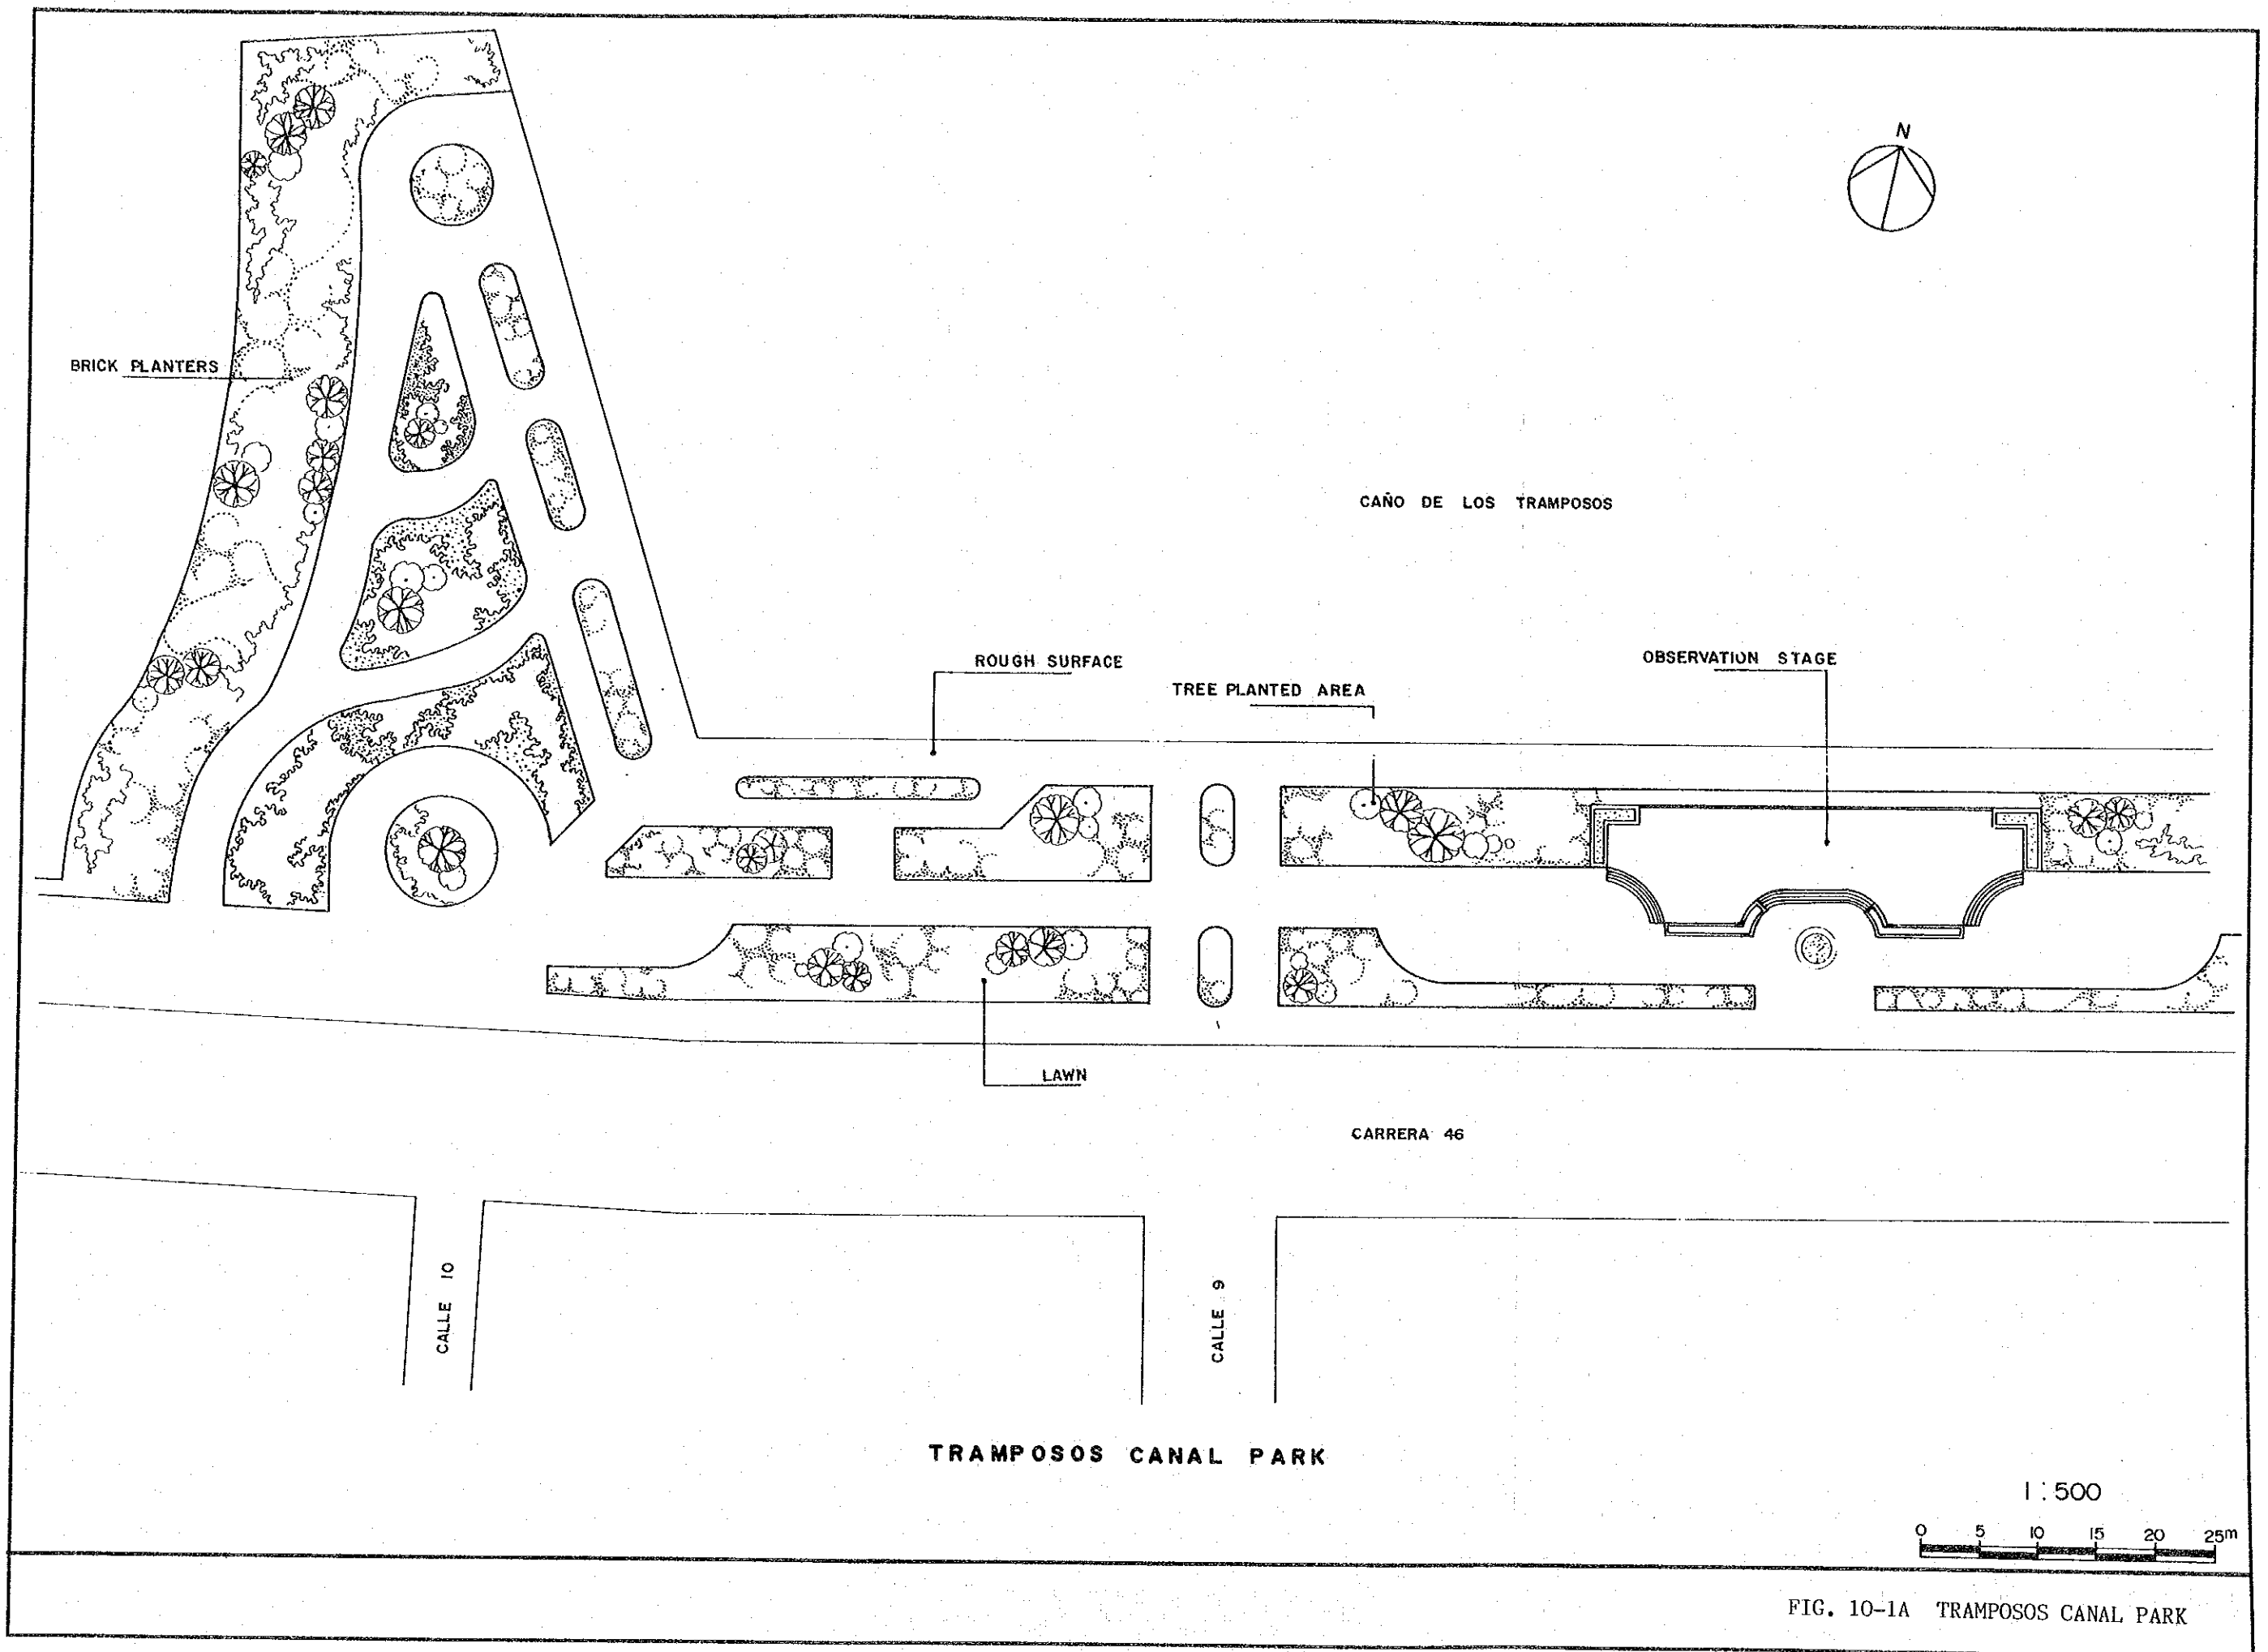 N
BRICK PLANTERS
CAÑO DE LOS TRAMPOSOS
ROUGH SURFACE
TREE PLANTED AREA
OBSERVATION STAGE
LAWN
CARRERA 46
CALLE 10
CALLE 9
TRAMPOSOS CANAL PARK
1:500
0 5 10 15 20 25m
FIG. 10-1A TRAMPOSOS CANAL PARK